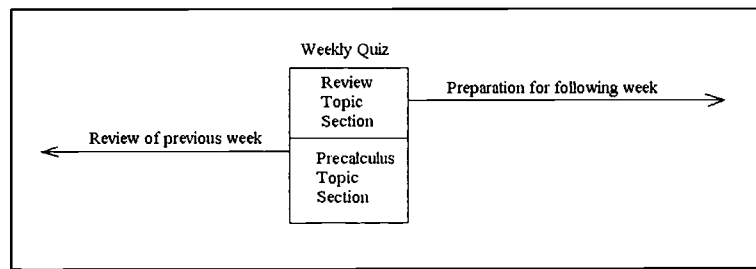 Weekly Quiz
Review
Topic
Section
Preparation for following week
Review of previous week
Precalculus
Topic
Section